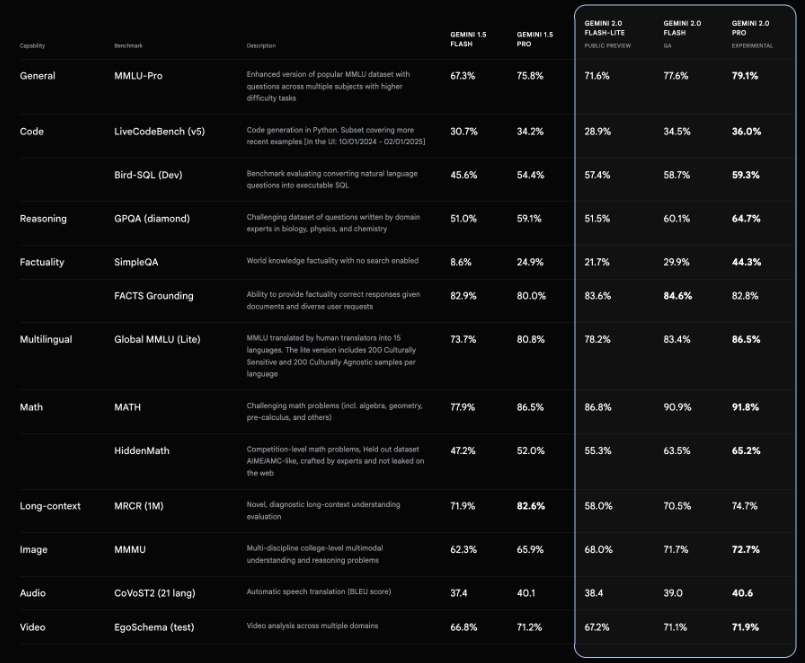 GEMINI 1.5 FLASH
GEMINI 1.5 PRO
GEMINI 2.0 FLASH-LITE
GEMINI 2.0 FLASH
GEMINI 2.0 PRO
Capability Benchmark Description PUBLIC PREVIEW GA EXPERIMENTAL
General MMLU-Pro Enhanced version of popular MMLU dataset with 67.3% 75.8% 71.6% 77.6% 79.1%
questions across multiple subjects with higher
difficulty tasks
Code LiveCodeBench (v5) Code generation in Python. Subset covering more 30.7% 34.2% 28.9% 34.5% 36.0%
recent examples [In the UI: 10/01/2024 - 02/01/2025]
Bird-SQL (Dev) Benchmark evaluating converting natural language 45.6% 54.4% 57.4% 58.7% 59.3%
questions into executable SQL
Reasoning GPQA (diamond) Challenging dataset of questions written by domain 51.0% 59.1% 51.5% 60.1% 64.7%
experts in biology, physics, and chemistry
Factuality SimpleQA World knowledge factuality with no search enabled 8.6% 24.9% 21.7% 29.9% 44.3%
FACTS Grounding Ability to provide factuality correct responses given 82.9% 80.0% 83.6% 84.6% 82.8%
documents and diverse user requests
Multilingual Global MMLU (Lite) MMLU translated by human translators into 15 73.7% 80.8% 78.2% 83.4% 86.5%
languages. The lite version includes 200 Culturally
Sensitive and 200 Culturally Agnostic samples per
language
Math MATH Challenging math problems (incl. algebra, geometry, 77.9% 86.5% 86.8% 90.9% 91.8%
pre-calculus, and others)
HiddenMath Competition-level math problems, Held out dataset 47.2% 52.0% 55.3% 63.5% 65.2%
AIME/AMC-like, crafted by experts and not leaked on
the web
Long-context MRCR (1M) Novel, diagnostic long-context understanding 71.9% 82.6% 58.0% 70.5% 74.7%
evaluation
Image MMMU Multi-discipline college-level multimodal 62.3% 65.9% 68.0% 71.7% 72.7%
understanding and reasoning problems
Audio CoVoST2 (21 lang) Automatic speech translation (BLEU score) 37.4 40.1 38.4 39.0 40.6
Video EgoSchema (test) Video analysis across multiple domains 66.8% 71.2% 67.2% 71.1% 71.9%